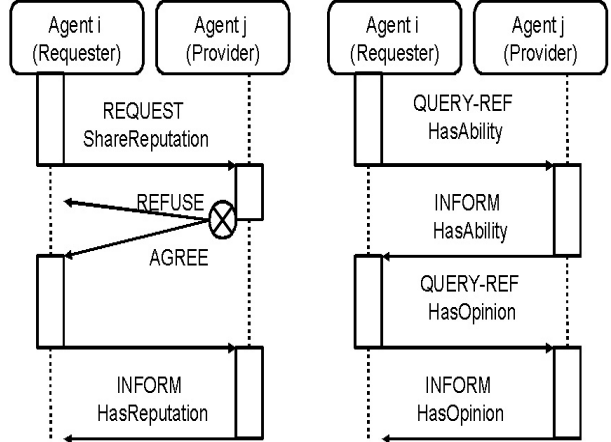 Agent i
(Requester)
Agent j
(Provider)
REQUEST
ShareReputation
REFUSE
AGREE
INFORM
HasReputation
Agent i
(Requester)
Agent j
(Provider)
QUERY-REF
HasAbility
INFORM
HasAbility
QUERY-REF
HasOpinion
INFORM
HasOpinion